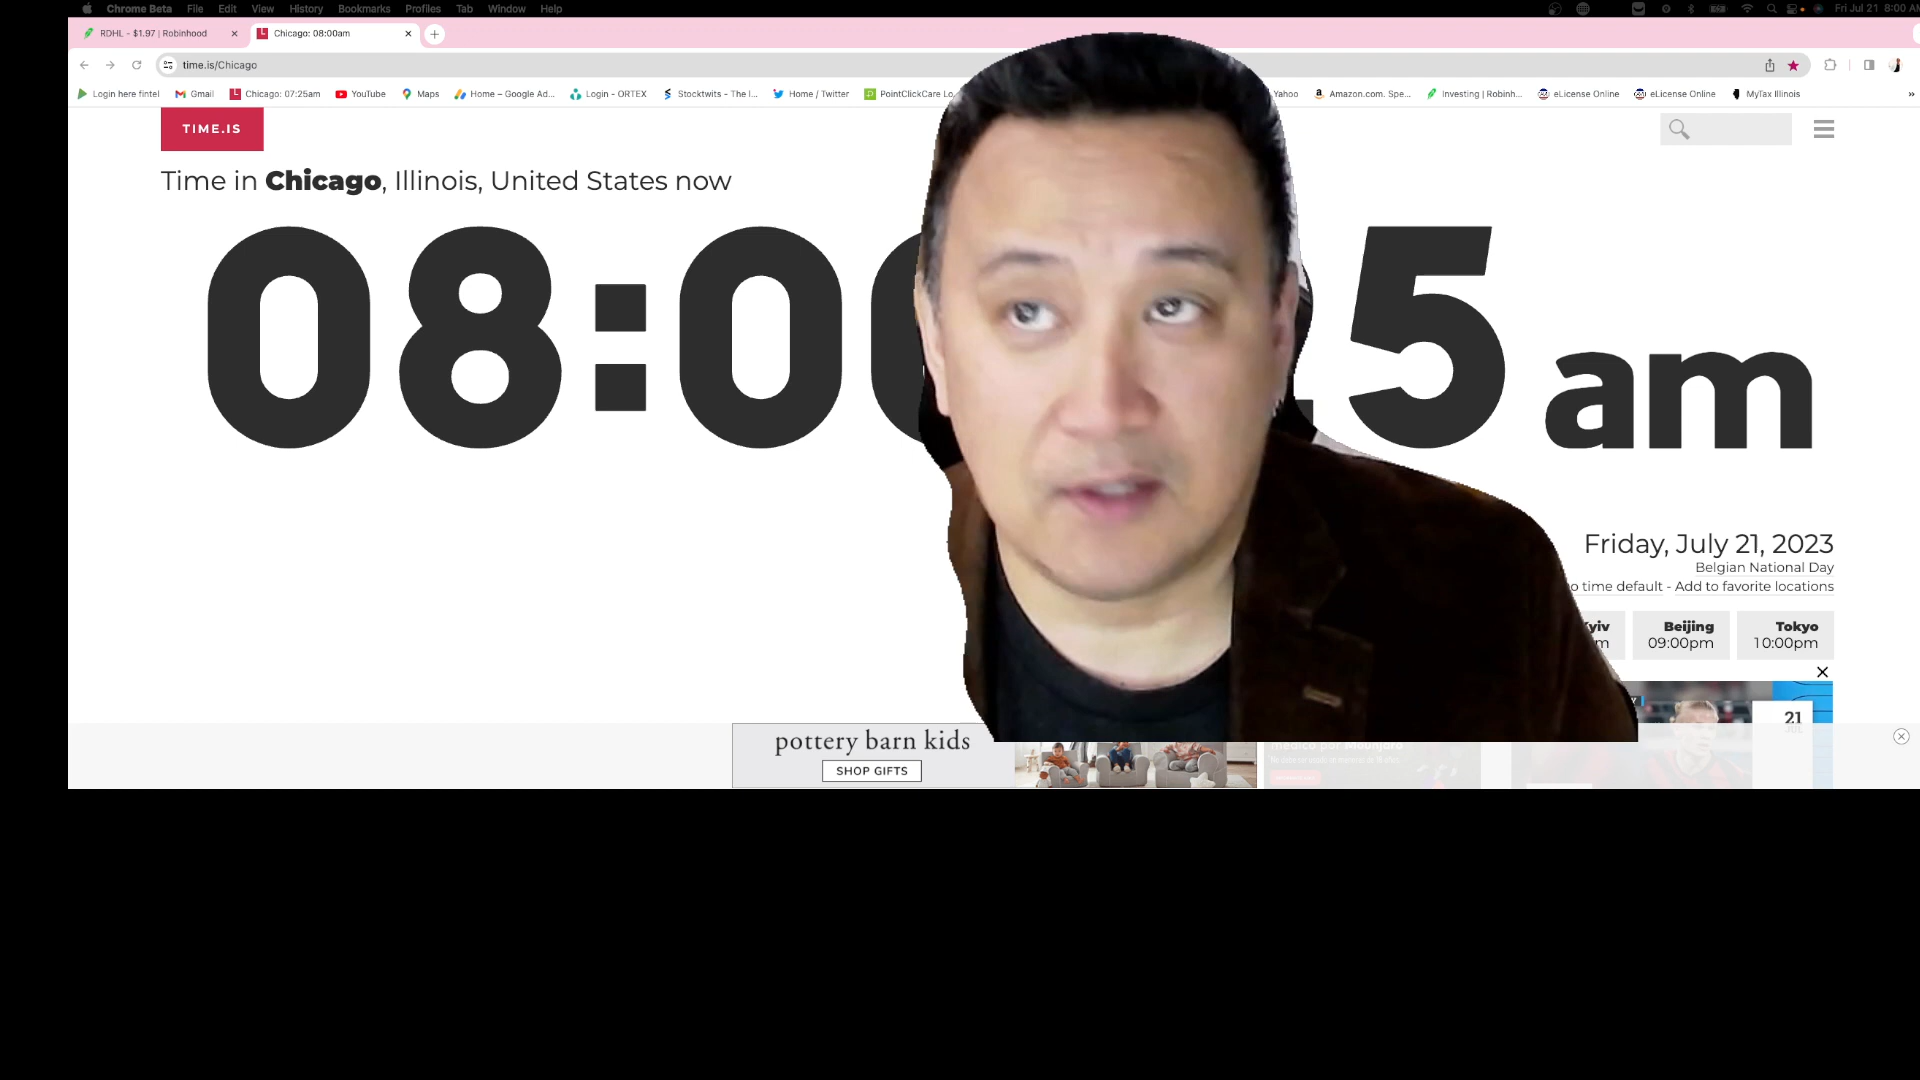 Chrome Beta File Edit View History Bookmarks Profiles Tab Window Help Fri Jul 21 8:00 AM
RDHL - $1.97 | Robinhood
Chicago: 08:00am
time.is/Chicago
Login here fintel Gmail Chicago: 07:25am YouTube Maps Home – Google Ad... Login - ORTEX Stocktwits - The l... Home / Twitter PointClickCare Lo Yahoo Amazon.com. Spe... Investing | Robinh... eLicense Online eLicense Online MyTax Illinois »
TIME.IS
Time in Chicago, Illinois, United States now
08:00 5 am
Friday, July 21, 2023
Belgian National Day
time default - Add to favorite locations
Beijing
09:00pm
Tokyo
10:00pm
21
pottery barn kids
SHOP GIFTS